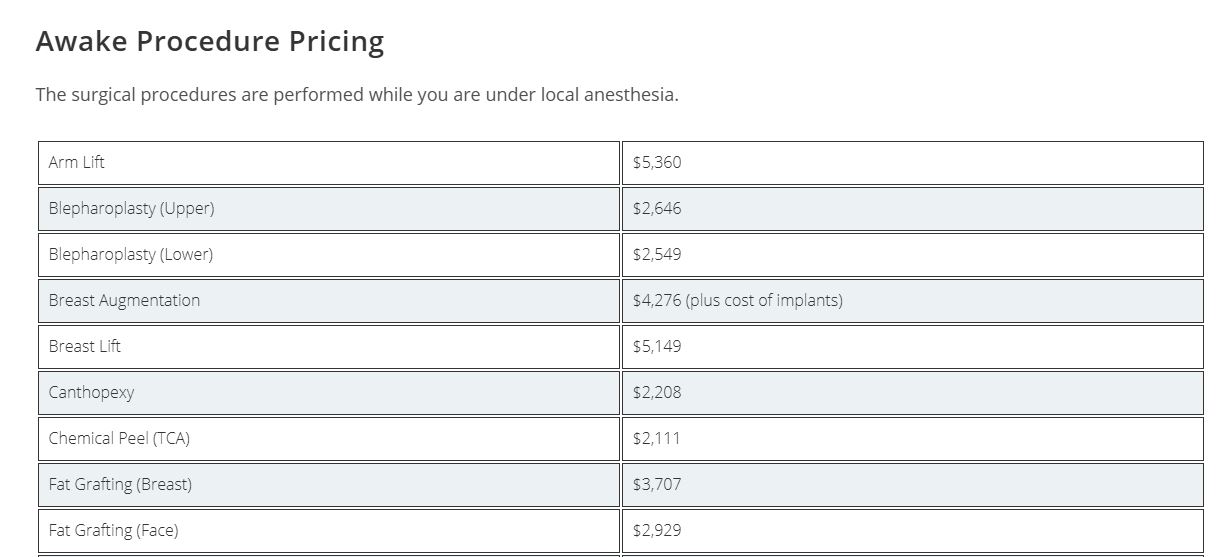 Awake Procedure Pricing
The surgical procedures are performed while you are under local anesthesia.
Arm Lift $5,360
Blepharoplasty (Upper) $2,646
Blepharoplasty (Lower) $2,549
Breast Augmentation $4,276 (plus cost of implants)
Breast Lift $5,149
Canthopexy $2,208
Chemical Peel (TCA) $2,111
Fat Grafting (Breast) $3,707
Fat Grafting (Face) $2,929